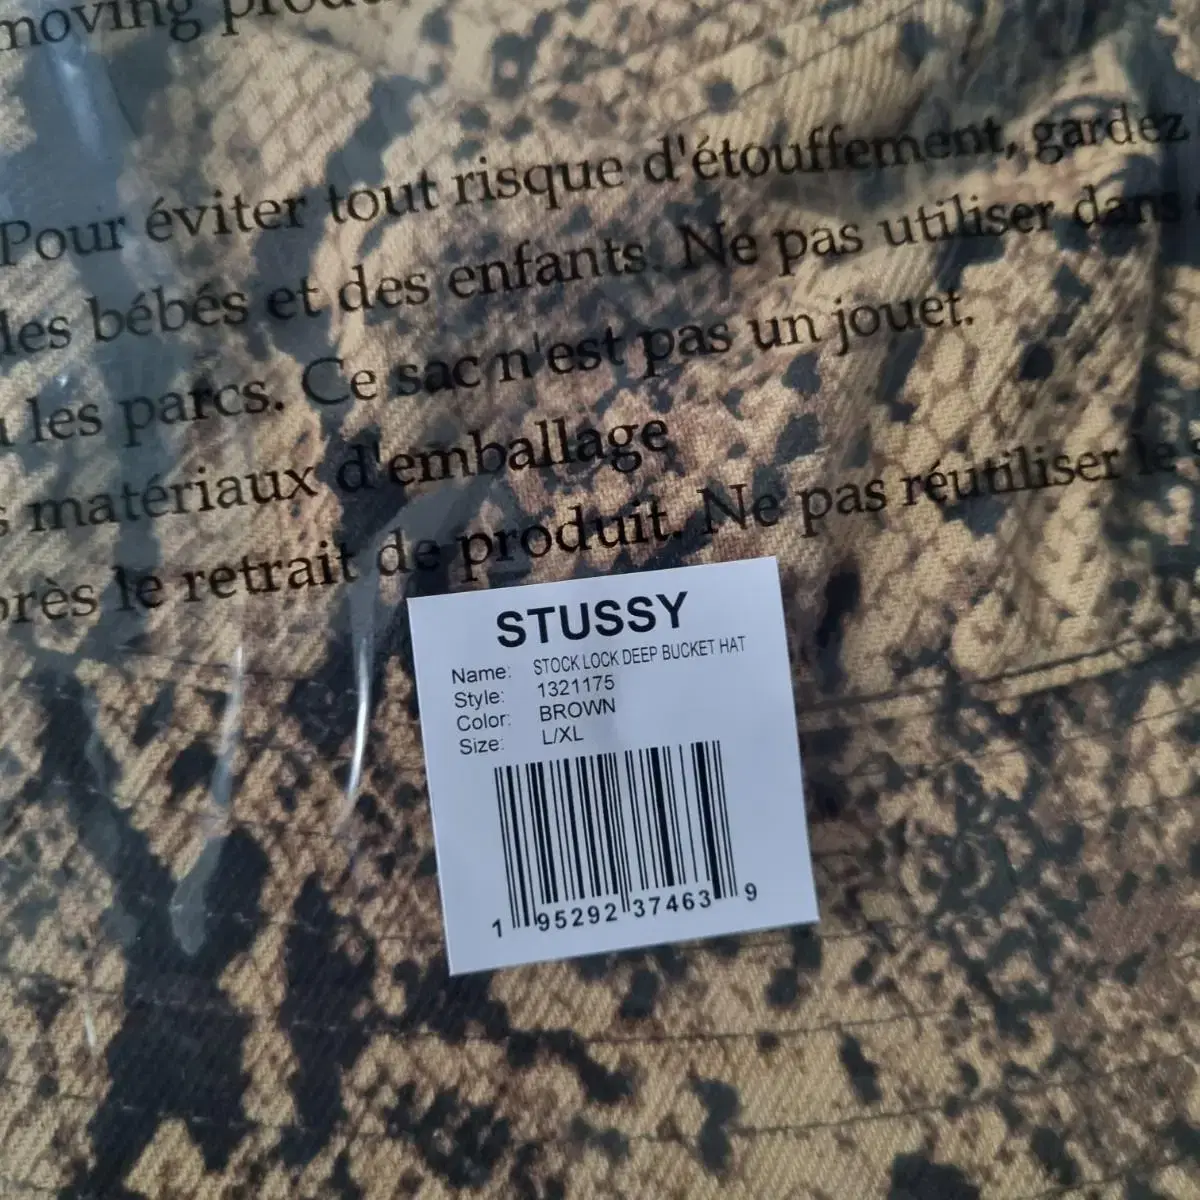 moving
Pour éviter tout risque d'étouffement, gardez
les bébés et des enfants. Ne pas utiliser dans
les parcs. Ce sac n'est pas un jouet.
matériaux d'emballage
le retrait de produit. Ne pas réutiliser le
STUSSY
Name: STOCK LOCK DEEP BUCKET HAT
Style: 1321175
Color: BROWN
Size: L/XL
1 95292 37463 9